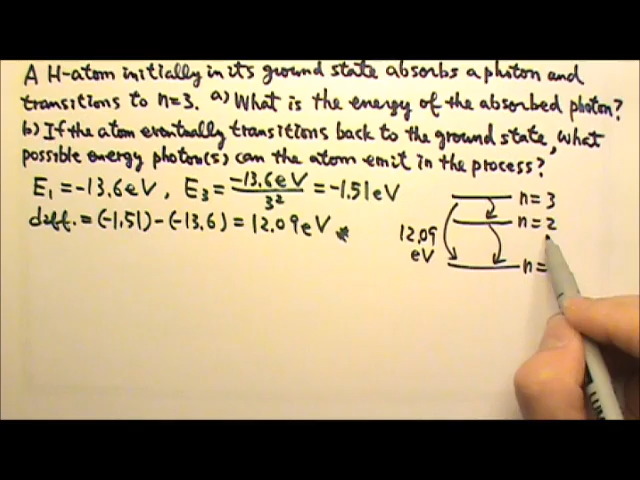 A H-atom initially in its ground state absorbs a photon and
transitions to n=3. a) What is the energy of the absorbed photon?
b) If the atom eventually transitions back to the ground state, what
possible energy photon(s) can the atom emit in the process?
E₁ = -13.6eV, E₃ = -13.6eV/3² = -1.51eV
diff. = (-1.51) - (-13.6) = 12.09eV *
n=3
n=2
12.09
eV
n=